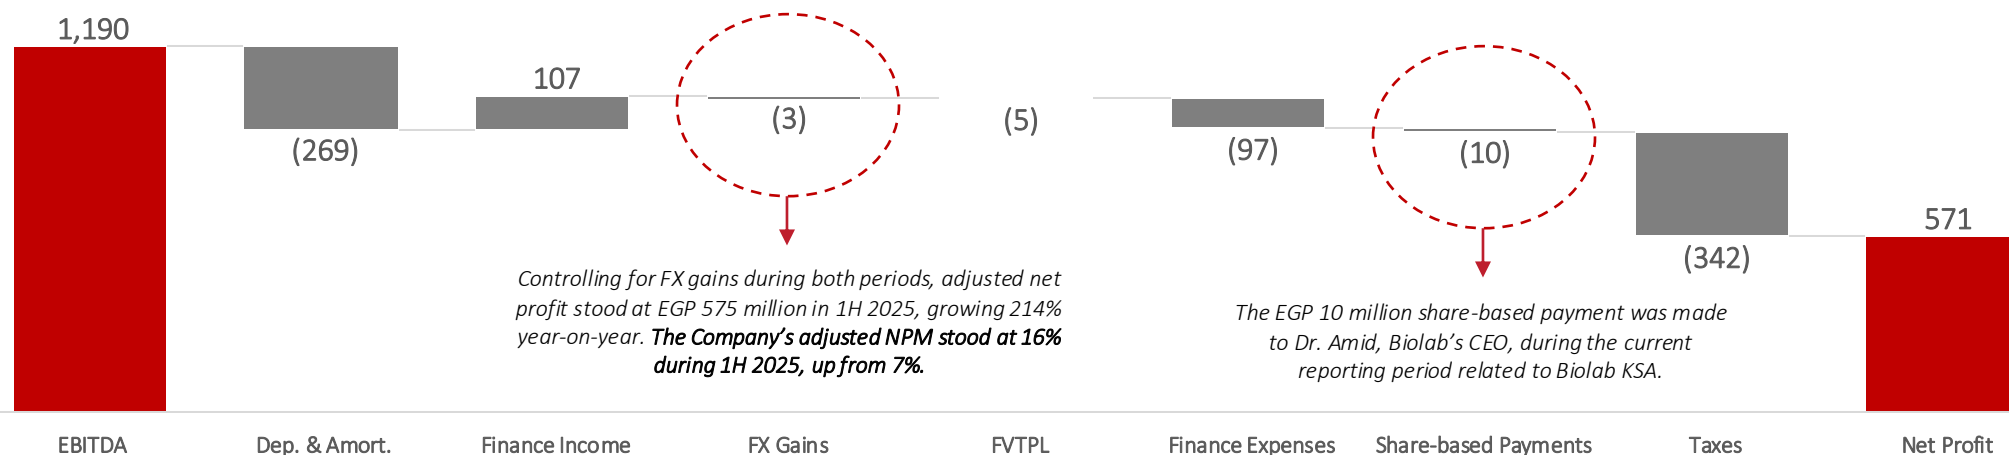 1,190
(269)
107
(3)
(5)
(97)
(10)
(342)
571
Controlling for FX gains during both periods, adjusted net
profit stood at EGP 575 million in 1H 2025, growing 214%
year-on-year. The Company's adjusted NPM stood at 16%
during 1H 2025, up from 7%.
The EGP 10 million share-based payment was made
to Dr. Amid, Biolab's CEO, during the current
reporting period related to Biolab KSA.
EBITDA
Dep. & Amort.
Finance Income
FX Gains
FVTPL
Finance Expenses
Share-based Payments
Taxes
Net Profit